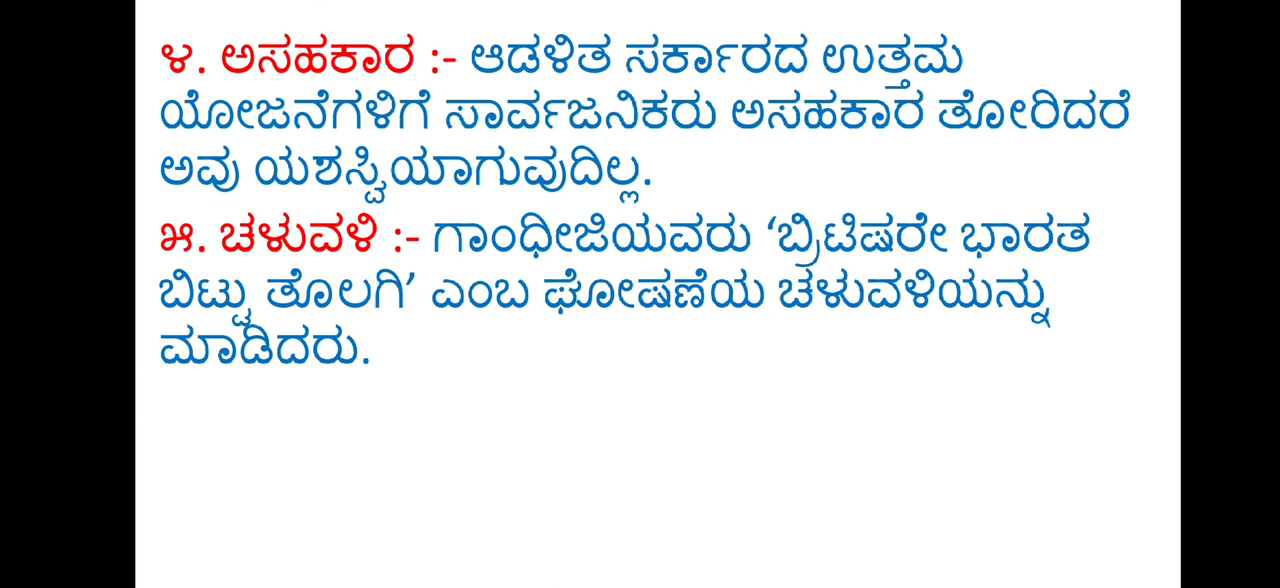 ೪. ಅಸಹಕಾರ :- ಆಡಳಿತ ಸರ್ಕಾರದ ಉತ್ತಮ
ಯೋಜನೆಗಳಿಗೆ ಸಾರ್ವಜನಿಕರು ಅಸಹಕಾರ ತೋರಿದರೆ
ಅವು ಯಶಸ್ವಿಯಾಗುವುದಿಲ್ಲ.
೫. ಚಳುವಳಿ :- ಗಾಂಧೀಜಿಯವರು ‘ಬ್ರಿಟಿಷರೇ ಭಾರತ
ಬಿಟ್ಟು ತೊಲಗಿ’ ಎಂಬ ಘೋಷಣೆಯ ಚಳುವಳಿಯನ್ನು
ಮಾಡಿದರು.